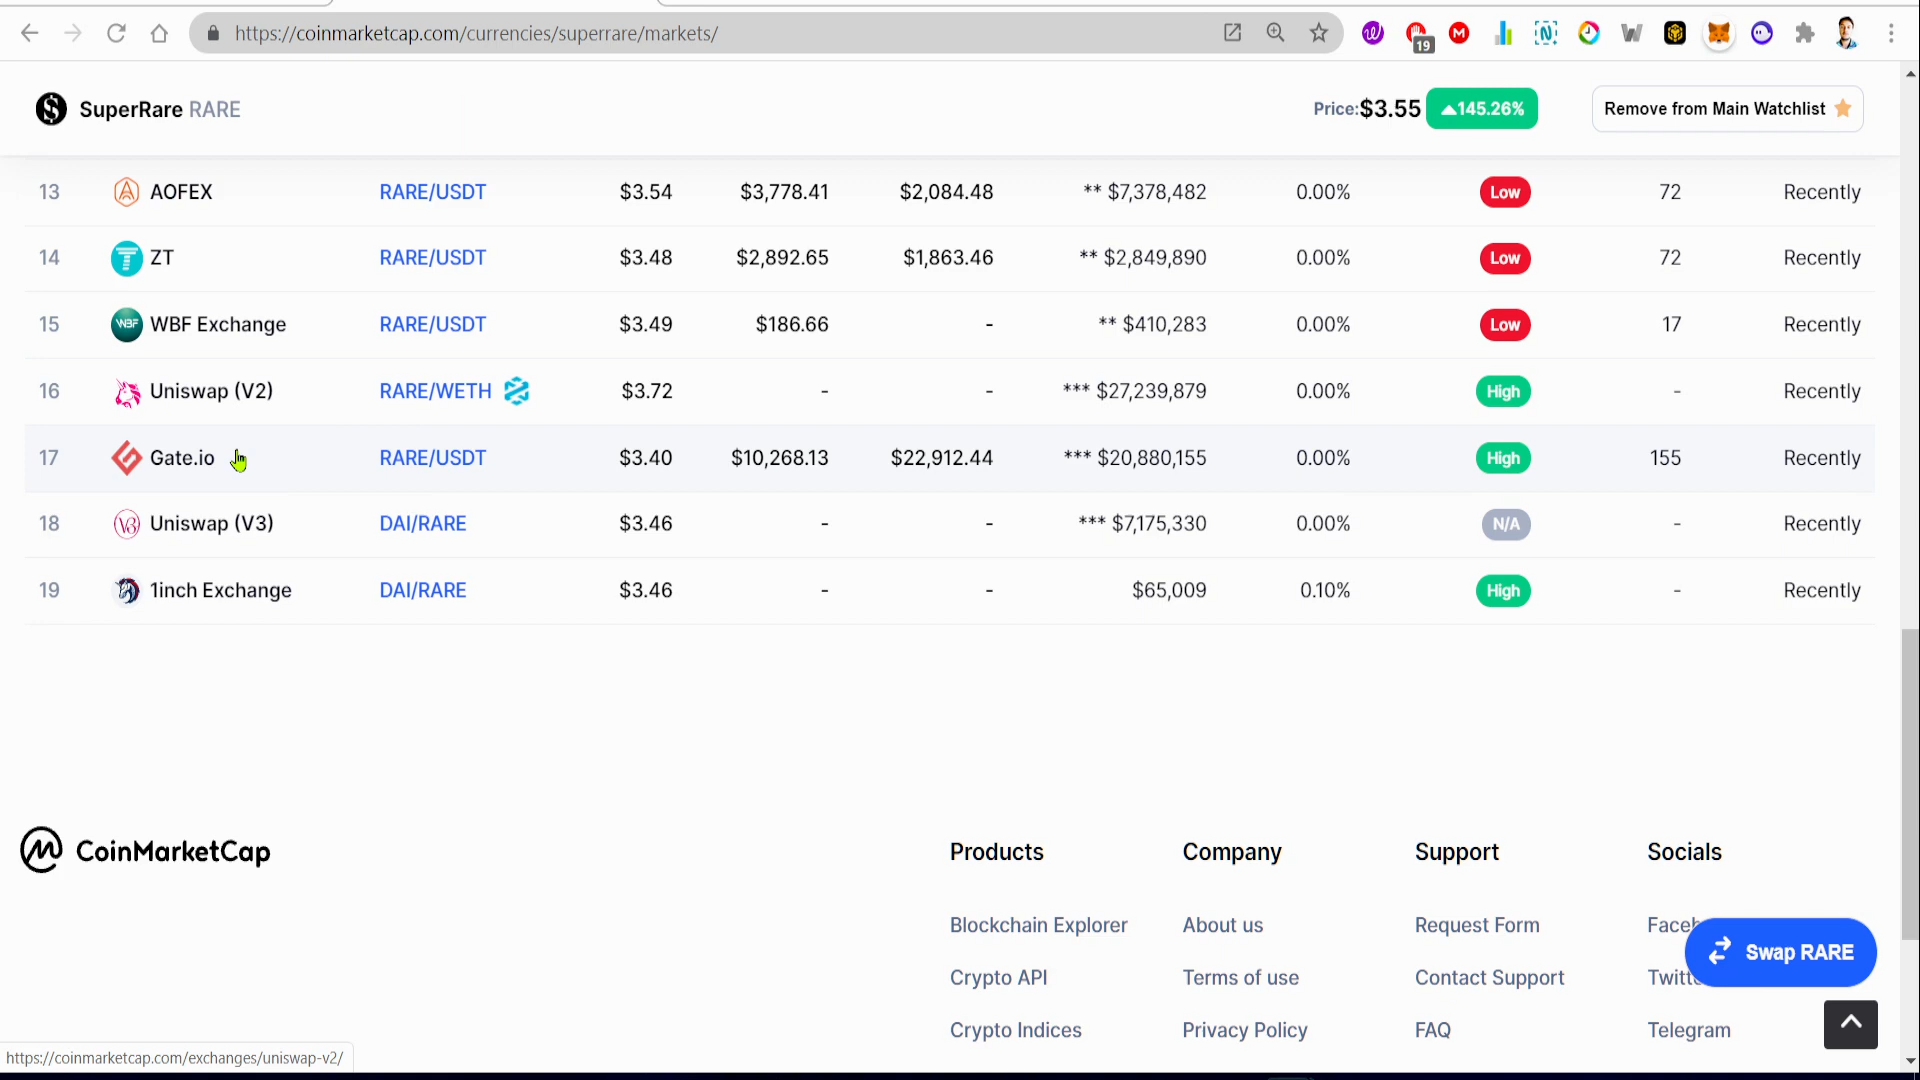 https://coinmarketcap.com/currencies/superrare/markets/
19
SuperRare RARE Price:$3.55 145.26% Remove from Main Watchlist
13 AOFEX RARE/USDT $3.54 $3,778.41 $2,084.48 ** $7,378,482 0.00% Low 72 Recently
14 ZT RARE/USDT $3.48 $2,892.65 $1,863.46 ** $2,849,890 0.00% Low 72 Recently
15 WBF WBF Exchange RARE/USDT $3.49 $186.66 - ** $410,283 0.00% Low 17 Recently
16 Uniswap (V2) RARE/WETH $3.72 - - *** $27,239,879 0.00% High - Recently
17 Gate.io RARE/USDT $3.40 $10,268.13 $22,912.44 *** $20,880,155 0.00% High 155 Recently
18 V3 Uniswap (V3) DAI/RARE $3.46 - - *** $7,175,330 0.00% N/A - Recently
19 1inch Exchange DAI/RARE $3.46 - - $65,009 0.10% High - Recently
CoinMarketCap Products Company Support Socials
Blockchain Explorer About us Request Form
Swap RARE
Crypto API Terms of use Contact Support
Crypto Indices Privacy Policy FAQ Telegram
https://coinmarketcap.com/exchanges/uniswap-v2/